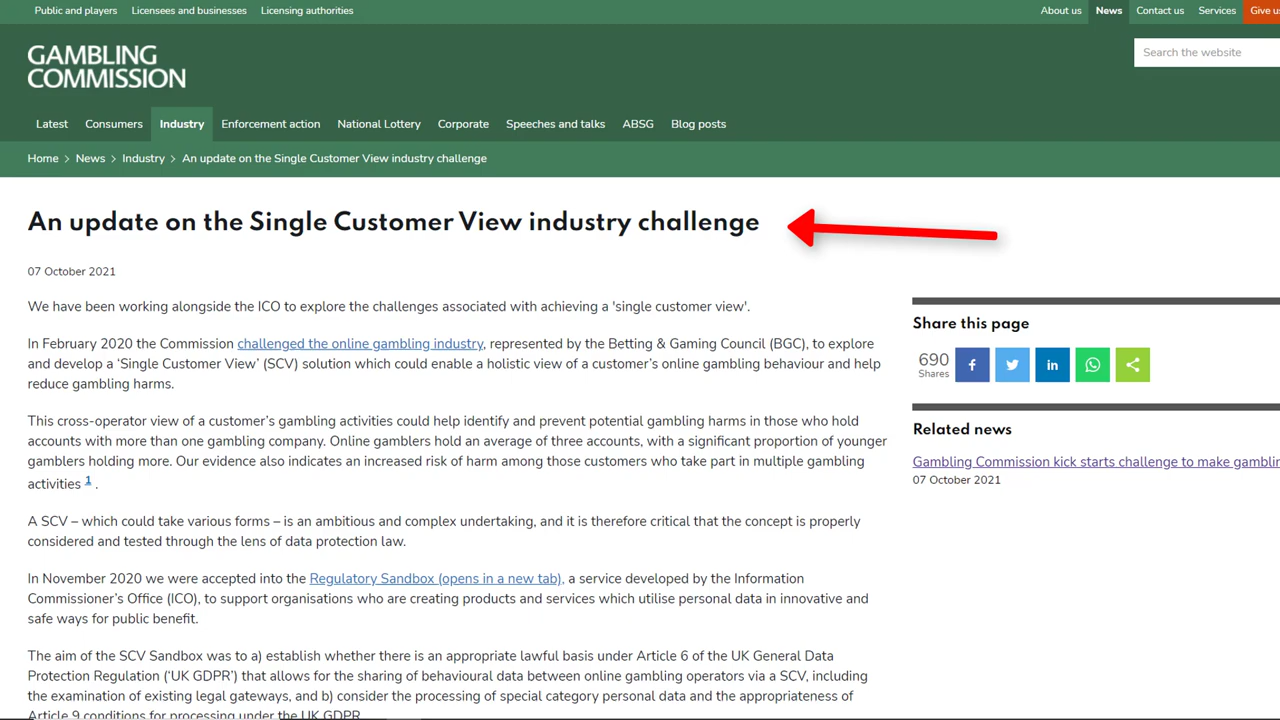 Public and players Licensees and businesses Licensing authorities About us News Contact us Services Give us
GAMBLING
COMMISSION
Search the website
Latest Consumers Industry Enforcement action National Lottery Corporate Speeches and talks ABSG Blog posts
Home > News > Industry > An update on the Single Customer View industry challenge
An update on the Single Customer View industry challenge
07 October 2021
We have been working alongside the ICO to explore the challenges associated with achieving a 'single customer view'.
In February 2020 the Commission challenged the online gambling industry, represented by the Betting & Gaming Council (BGC), to explore
and develop a ‘Single Customer View’ (SCV) solution which could enable a holistic view of a customer’s online gambling behaviour and help
reduce gambling harms.
This cross-operator view of a customer’s gambling activities could help identify and prevent potential gambling harms in those who hold
accounts with more than one gambling company. Online gamblers hold an average of three accounts, with a significant proportion of younger
gamblers holding more. Our evidence also indicates an increased risk of harm among those customers who take part in multiple gambling
activities 1 .
A SCV – which could take various forms – is an ambitious and complex undertaking, and it is therefore critical that the concept is properly
considered and tested through the lens of data protection law.
In November 2020 we were accepted into the Regulatory Sandbox (opens in a new tab), a service developed by the Information
Commissioner’s Office (ICO), to support organisations who are creating products and services which utilise personal data in innovative and
safe ways for public benefit.
The aim of the SCV Sandbox was to a) establish whether there is an appropriate lawful basis under Article 6 of the UK General Data
Protection Regulation (‘UK GDPR’) that allows for the sharing of behavioural data between online gambling operators via a SCV, including
the examination of existing legal gateways, and b) consider the processing of special category personal data and the appropriateness of
Article 9 conditions for processing under the UK GDPR
Share this page
690
Shares
Related news
Gambling Commission kick starts challenge to make gamblin
07 October 2021